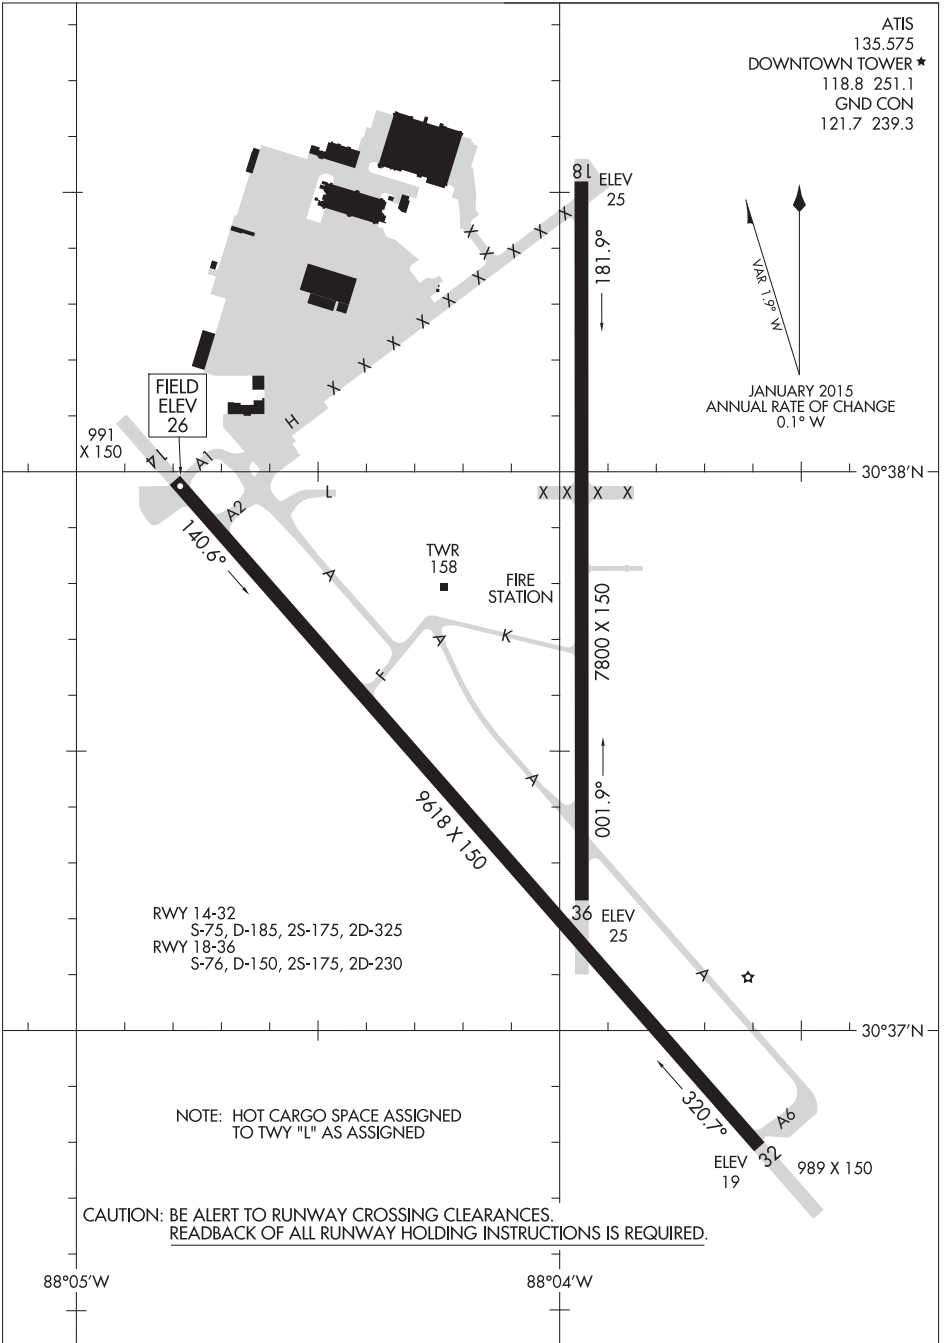 ATIS
135.575
DOWNTOWN TOWER
118.8 251.1
GND CON
121.7 239.3
18
ELEV
25
181.9°
VAR 1.9° W
JANUARY 2015
ANNUAL RATE OF CHANGE
0.1° W
X
X
X
X
X
X
X
X
X
X
X
FIELD
ELEV
26
H
991
X 150
14
A1
30°38'N
L
X X X X
A2
140.6°
TWR
158
A
FIRE
STATION
A
K
7800 X 150
F
A
001.9°
9618 X 150
36
ELEV
25
RWY 14-32
S-75, D-185, 2S-175, 2D-325
RWY 18-36
S-76, D-150, 2S-175, 2D-230
A
30°37'N
320.7°
A6
NOTE: HOT CARGO SPACE ASSIGNED
TO TWY "L" AS ASSIGNED
32
ELEV
19
989 X 150
CAUTION: BE ALERT TO RUNWAY CROSSING CLEARANCES.
READBACK OF ALL RUNWAY HOLDING INSTRUCTIONS IS REQUIRED.
88°05'W
88°04'W